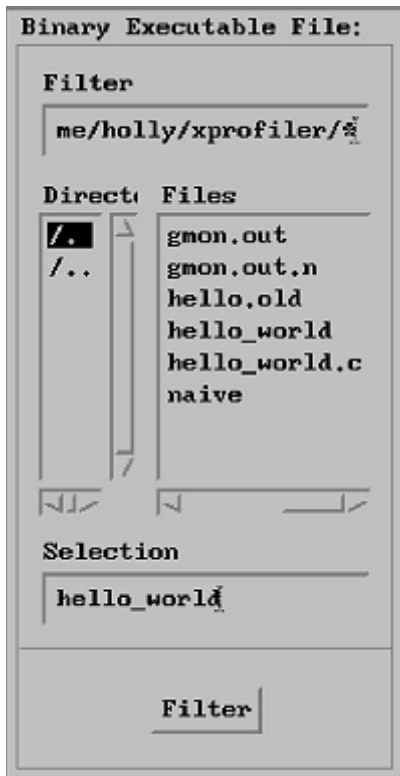 Binary Executable File:
Filter
me/holly/xprofiler/*
Directo Files
/.
/..
gmon.out
gmon.out.n
hello.old
hello_world
hello_world.c
naive
Selection
hello_world
Filter